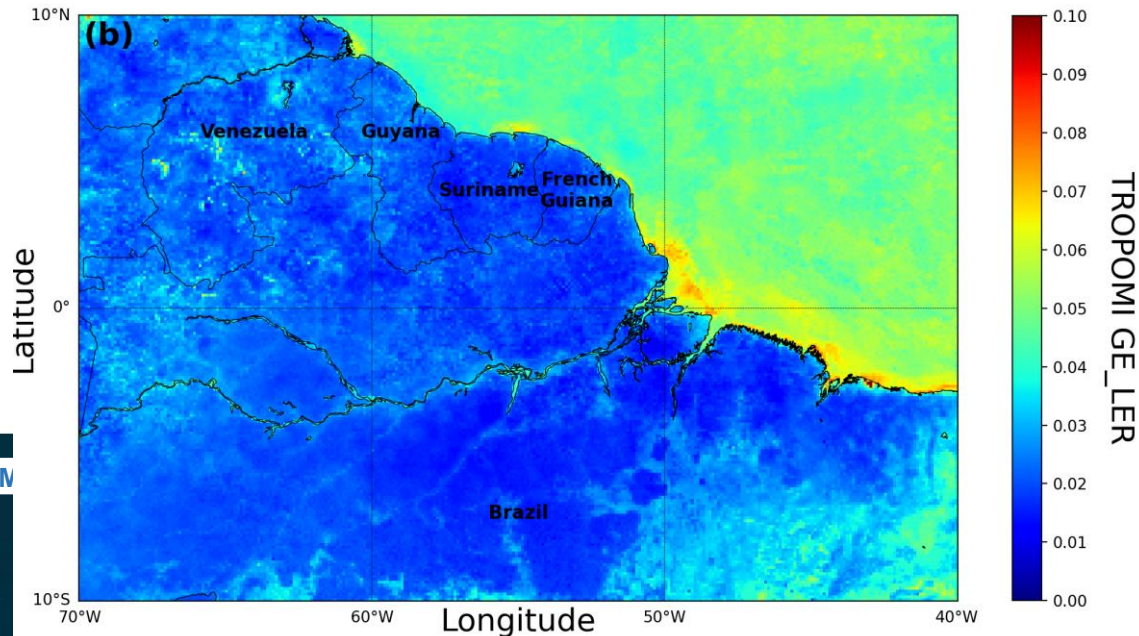 (b)
10°N
0°
10°S
Latitude
Venezuela
Guyana
Suriname
French
Guiana
Brazil
70°W
60°W
50°W
40°W
Longitude
0.10
0.09
0.08
0.07
0.06
0.05
0.04
0.03
0.02
0.01
0.00
TROPOMI GE_LER
M